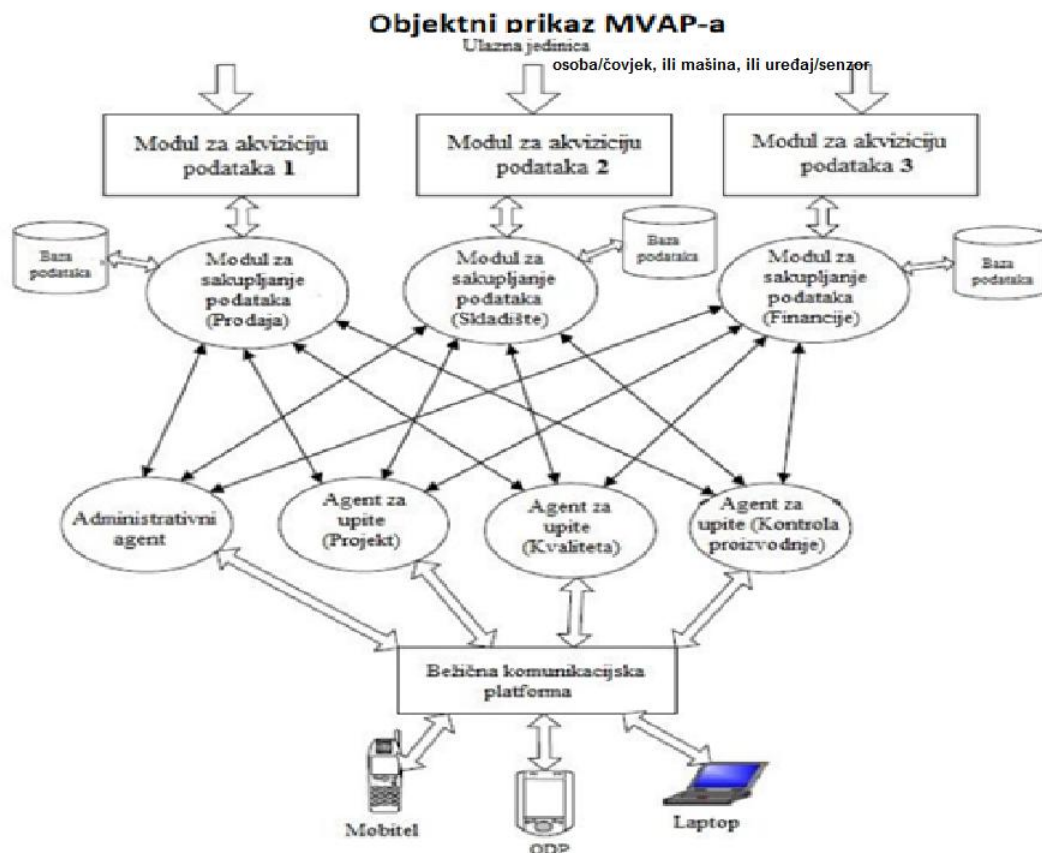 Objektni prikaz MVAP-a
Ulazna jedinica
osoba/čovjek, ili mašina, ili uređaj/senzor
Modul za akviziciju
podataka 1
Modul za akviziciju
podataka 2
Modul za akviziciju
podataka 3
Baza
podataka
Modul za
sakupljanje
podataka
(Prodaja)
Modul za
sakupljanje
podataka
(Skladište)
Baza
podataka
Modul za
sakupljanje
podataka
(Financije)
Baza
podataka
Administrativni
agent
Agent za
upite
(Projekt)
Agent za
upite
(Kvaliteta)
Agent za
upite (Kontrola
proizvodnje)
Bežična komunikacijska
platforma
Mobitel
ODP
Laptop